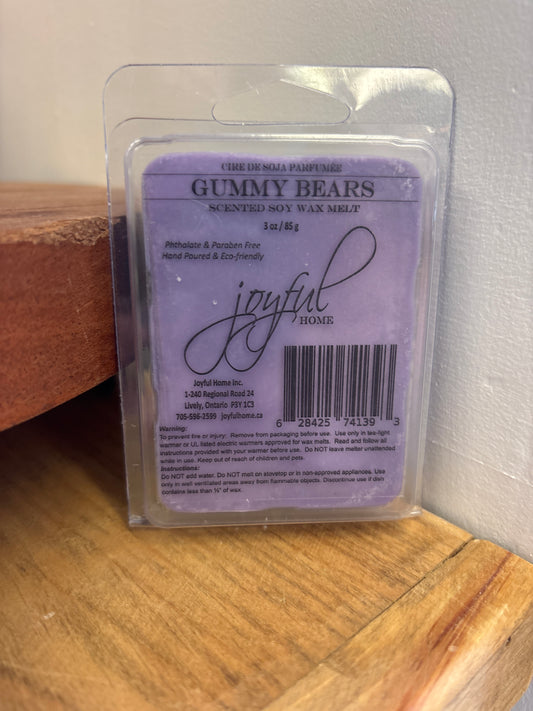 CIRE DE SOJA PARFUMÉE
GUMMY BEARS
SCENTED SOY WAX MELT
3 oz / 85 g
Phthalate & Paraben Free
Hand Poured & Eco-friendly
joyful
HOME
Joyful Home Inc.
1-240 Regional Road 24
Lively, Ontario P3Y 1C3
705-596-2599 joyfulhome.ca
6 28425 74139 3
Warning:
To prevent fire or injury: Remove from packaging before use. Use only in tea-light
warmer or UL listed electric warmers approved for wax melts. Read and follow all
instructions provided with your warmer before use. Do NOT leave melter unattended
while in use. Keep out of reach of children and pets.
Instructions:
Do NOT add water. Do NOT melt on stovetop or in non-approved appliances. Use
only in well ventilated areas away from flammable objects. Discontinue use if dish
contains less than ½" of wax.